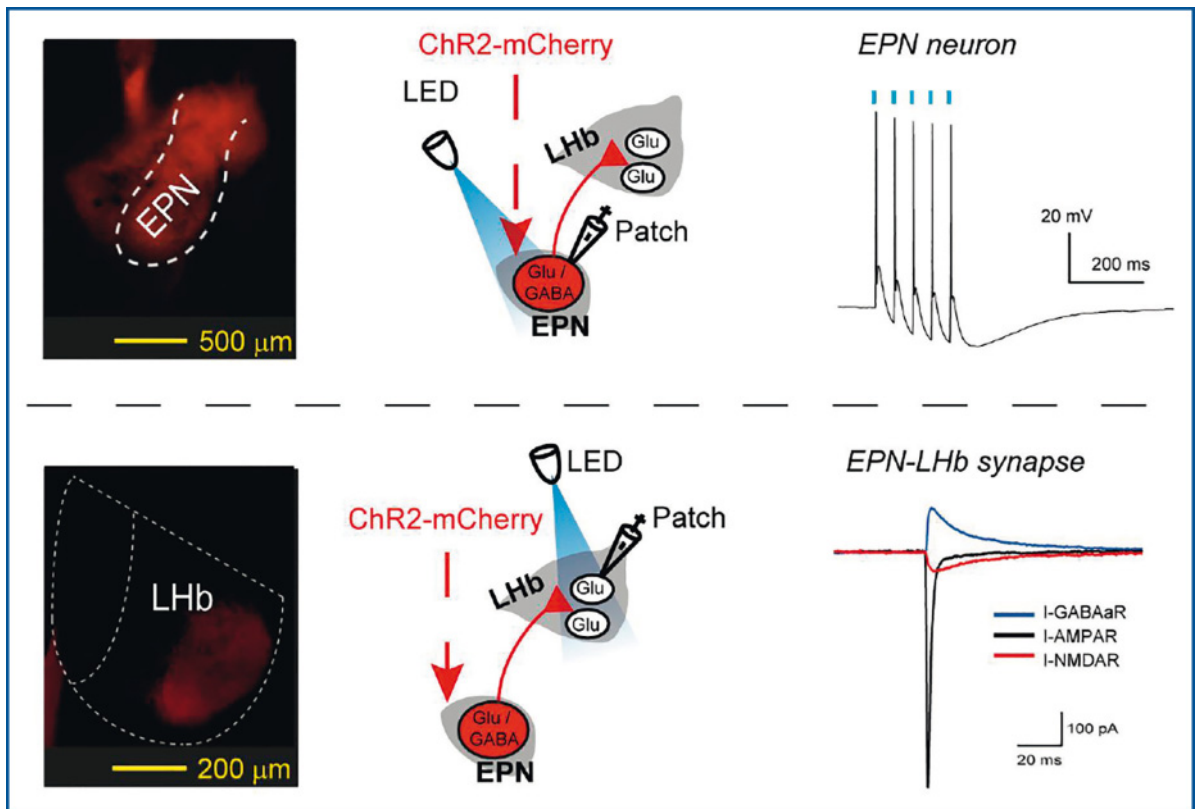 EPN
500 μm
ChR2-mCherry
LED
LHb
Glu
Glu
Patch
Glu /
GABA
EPN
EPN neuron
20 mV
200 ms
LHb
200 μm
LED
ChR2-mCherry
Patch
LHb
Glu
Glu
Glu /
GABA
EPN
EPN-LHb synapse
I-GABAaR
I-AMPAR
I-NMDAR
100 pA
20 ms